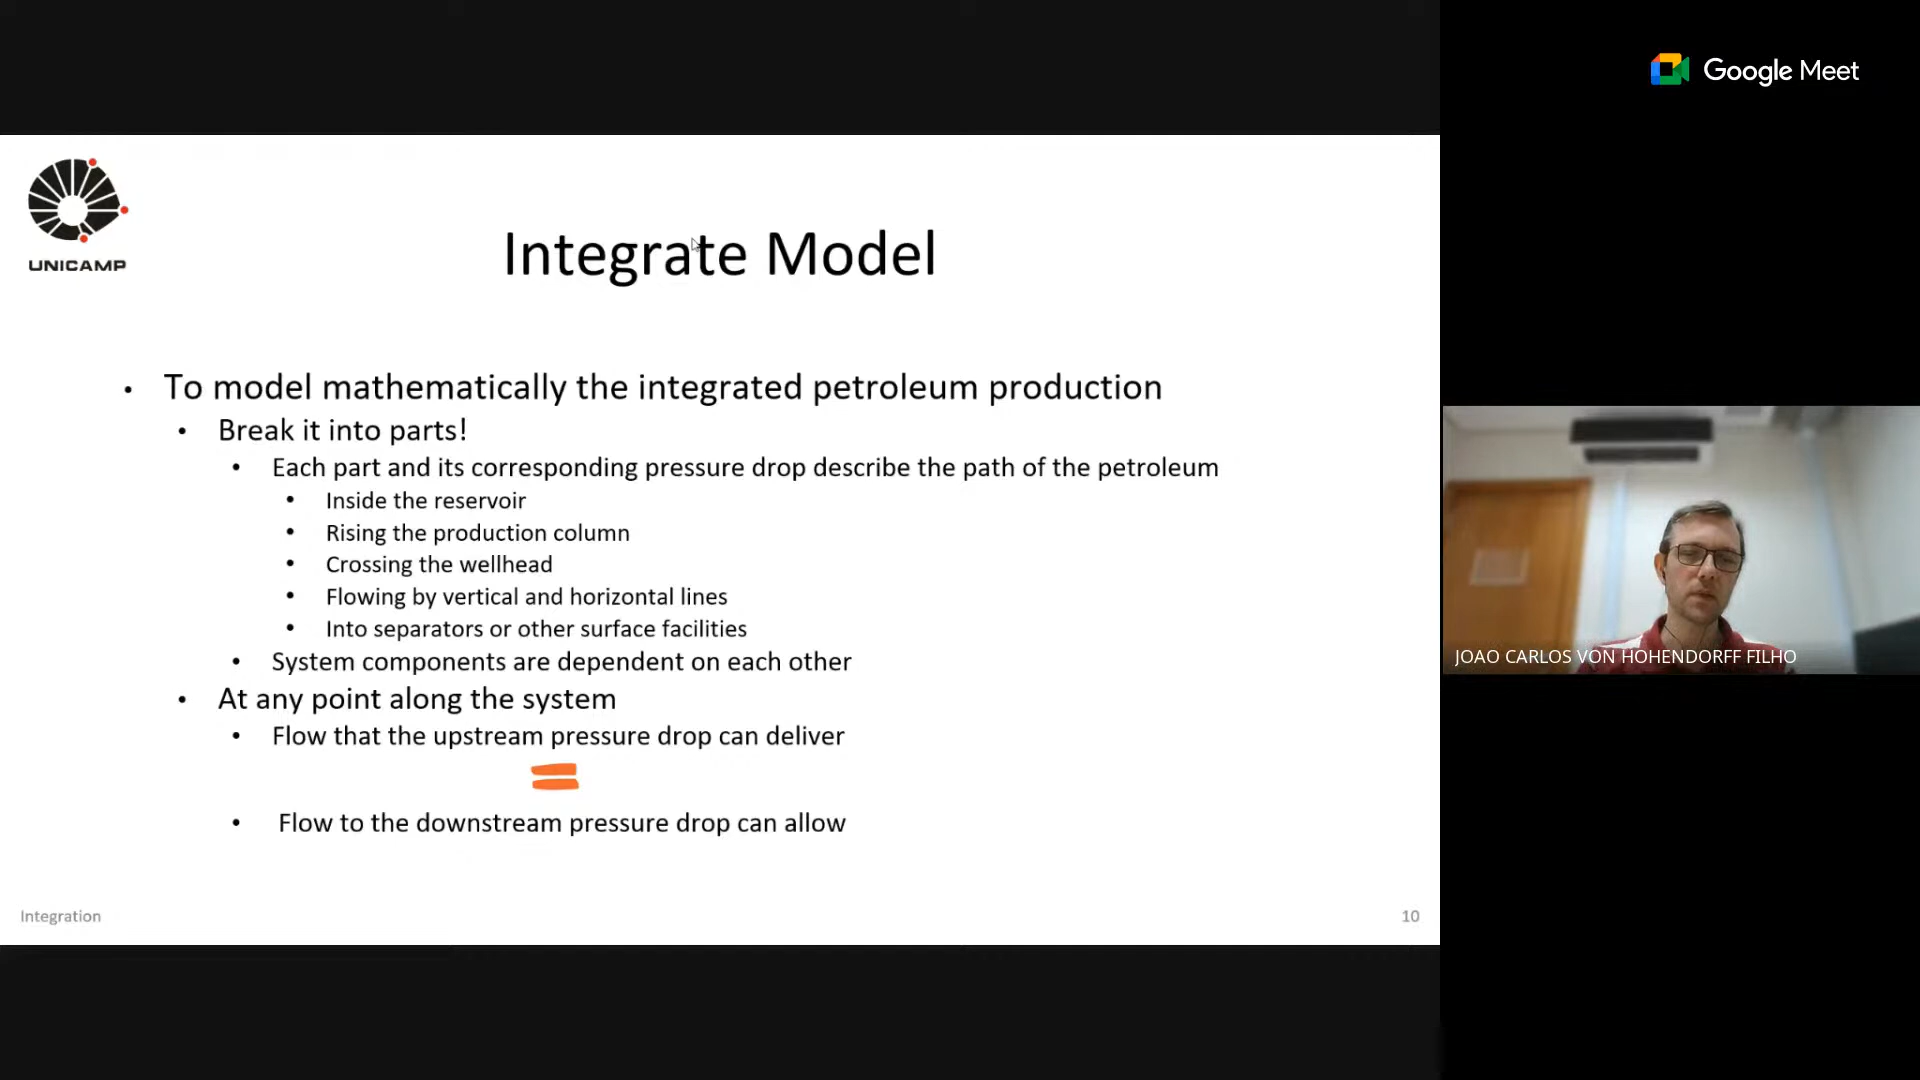 Google Meet
UNICAMP
Integrate Model
• To model mathematically the integrated petroleum production
• Break it into parts!
• Each part and its corresponding pressure drop describe the path of the petroleum
• Inside the reservoir
• Rising the production column
• Crossing the wellhead
• Flowing by vertical and horizontal lines
• Into separators or other surface facilities
• System components are dependent on each other
• At any point along the system
• Flow that the upstream pressure drop can deliver
=
• Flow to the downstream pressure drop can allow
Integration
10
JOAO CARLOS VON HOHENDORFF FILHO